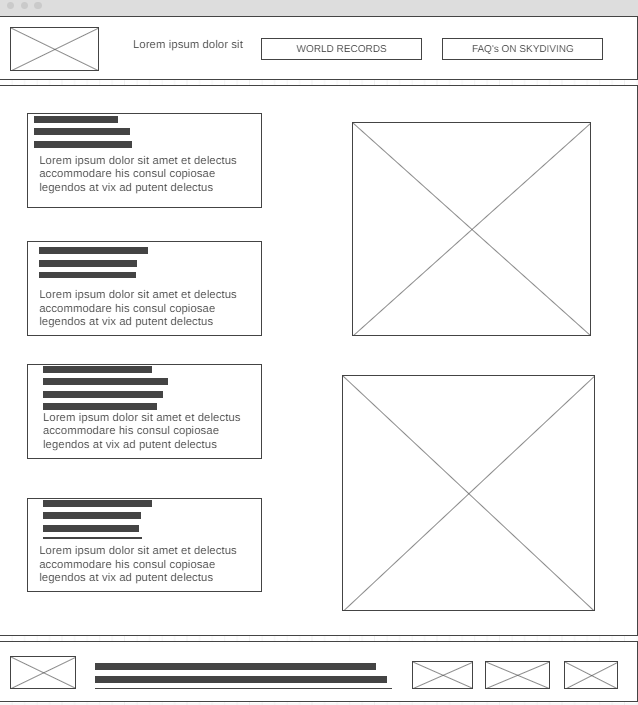 Lorem ipsum dolor sit
WORLD RECORDS
FAQ's ON SKYDIVING
Lorem ipsum dolor sit amet et delectus
accommodare his consul copiosae
legendos at vix ad putent delectus
Lorem ipsum dolor sit amet et delectus
accommodare his consul copiosae
legendos at vix ad putent delectus
Lorem ipsum dolor sit amet et delectus
accommodare his consul copiosae
legendos at vix ad putent delectus
Lorem ipsum dolor sit amet et delectus
accommodare his consul copiosae
legendos at vix ad putent delectus